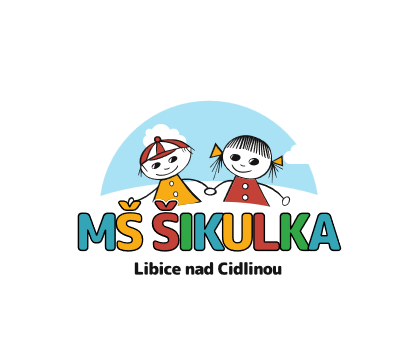 MŠ ŠIKULKA
Libice nad Cidlinou